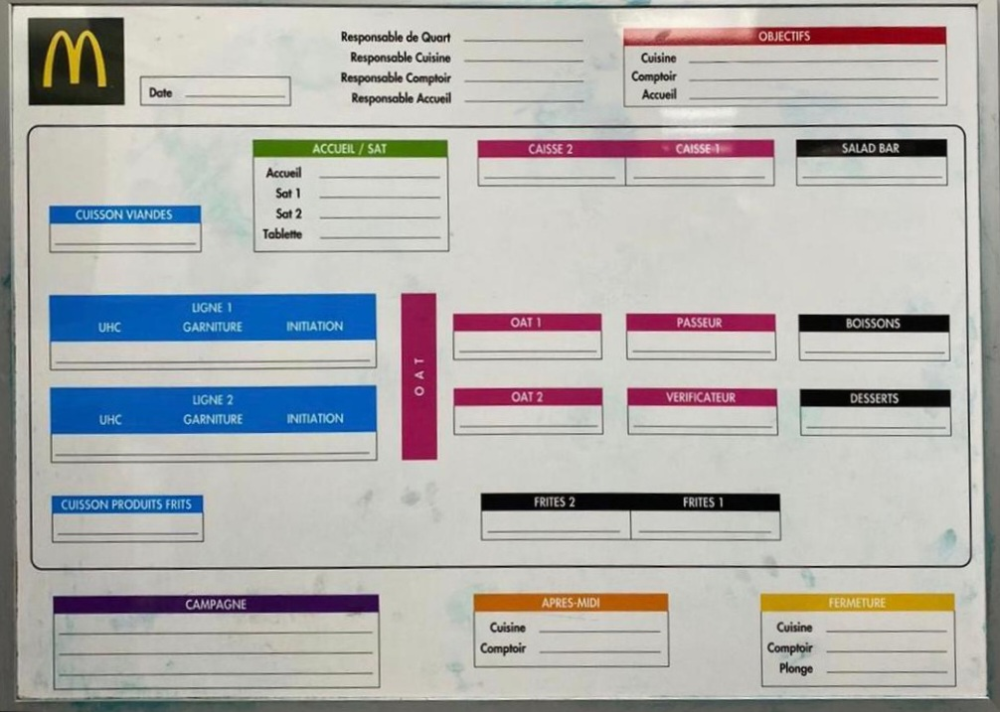 Date
Responsable de Quart
Responsable Cuisine
Responsable Comptoir
Responsable Accueil
OBJECTIFS
Cuisine
Comptoir
Accueil
ACCUEIL / SAT
Accueil
Sat 1
Sat 2
Tablette
CAISSE 2 CAISSE 1
SALAD BAR
CUISSON VIANDES
LIGNE 1
UHC GARNITURE INITIATION
LIGNE 2
UHC GARNITURE INITIATION
OAT
OAT 1
PASSEUR
BOISSONS
OAT 2
VERIFICATEUR
DESSERTS
CUISSON PRODUITS FRITS
FRITES 2 FRITES 1
CAMPAGNE
APRES-MIDI
Cuisine
Comptoir
FERMETURE
Cuisine
Comptoir
Plonge